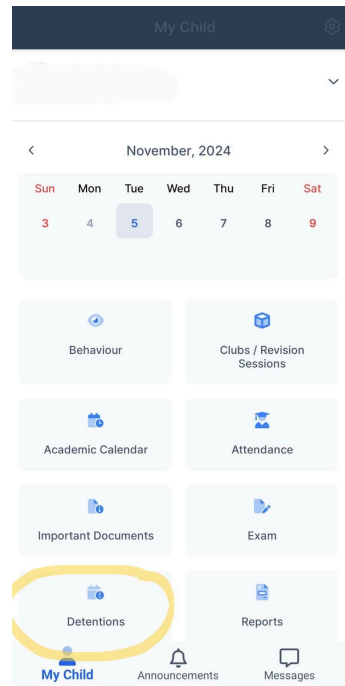 My Child
November, 2024
Sun Mon Tue Wed Thu Fri Sat
3 4 5 6 7 8 9
Behaviour
Clubs / Revision
Sessions
Academic Calendar
Attendance
Important Documents
Exam
Detentions
Reports
My Child
Announcements
Messages